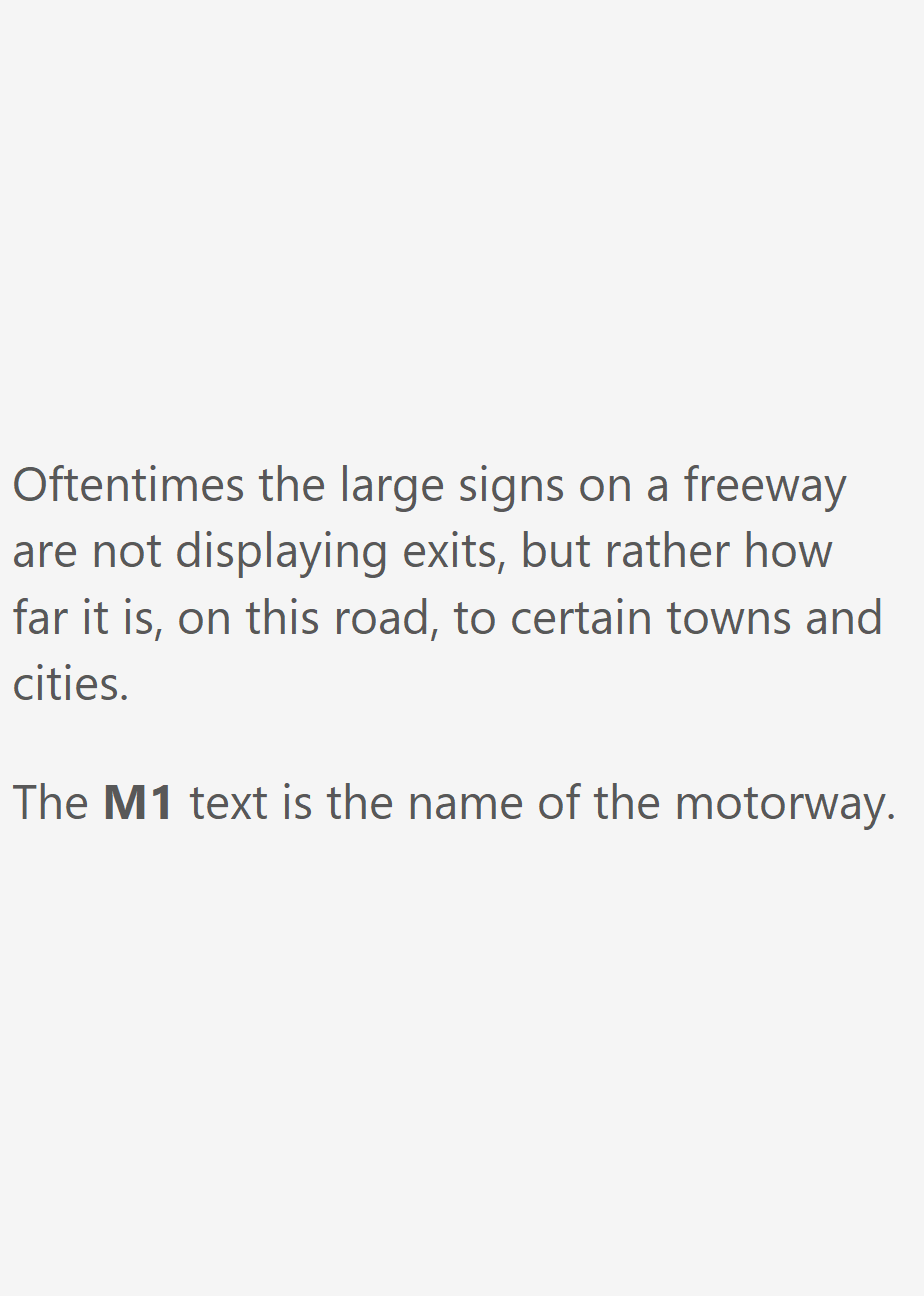 Oftentimes the large signs on a freeway
are not displaying exits, but rather how
far it is, on this road, to certain towns and
cities.
The M1 text is the name of the motorway.